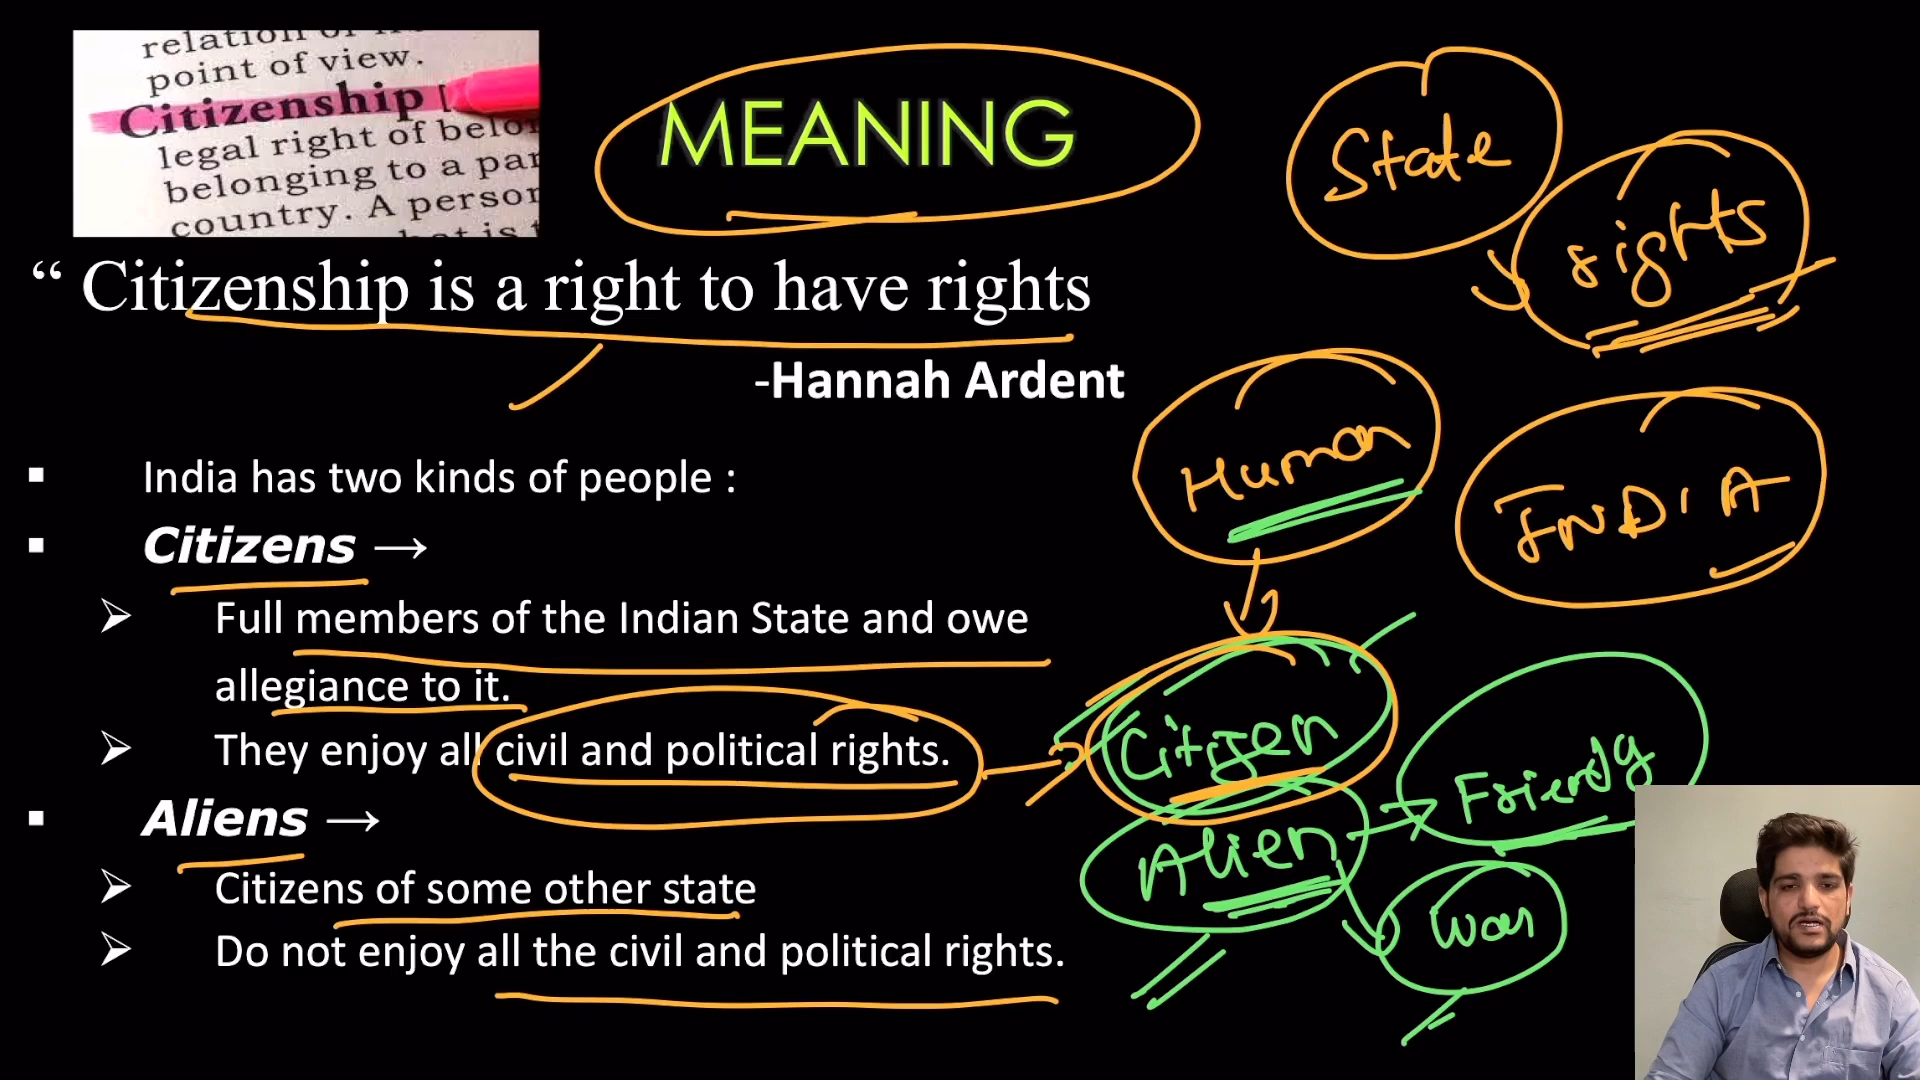 relation of
point of view.
Citizenship [
legal right of belo
belonging to a par
country. A person
what is t
MEANING
State
rights
“ Citizenship is a right to have rights
-Hannah Ardent
Human
INDIA
▪ India has two kinds of people :
▪ Citizens →
➢ Full members of the Indian State and owe
allegiance to it.
➢ They enjoy all civil and political rights.
Citizen
Friendly
▪ Aliens →
Alien
➢ Citizens of some other state
war
➢ Do not enjoy all the civil and political rights.